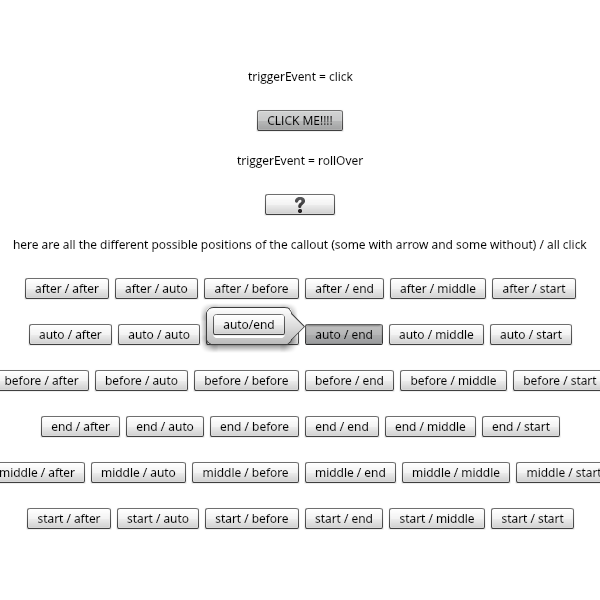 triggerEvent = click
CLICK ME!!!!
triggerEvent = rollOver
?
here are all the different possible positions of the callout (some with arrow and some without) / all click
after / after after / auto after / before after / end after / middle after / start
auto / after auto / auto auto/end auto / end auto / middle auto / start
before / after before / auto before / before before / end before / middle before / start
end / after end / auto end / before end / end end / middle end / start
middle / after middle / auto middle / before middle / end middle / middle middle / start
start / after start / auto start / before start / end start / middle start / start